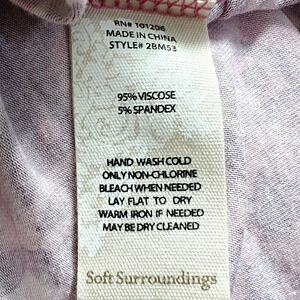 RN# 101206
MADE IN CHINA
STYLE# 2BM53
95% VISCOSE
5% SPANDEX
HAND WASH COLD
ONLY NON-CHLORINE
BLEACH WHEN NEEDED
LAY FLAT TO DRY
WARM IRON IF NEEDED
MAY BE DRY CLEANED
Soft Surroundings